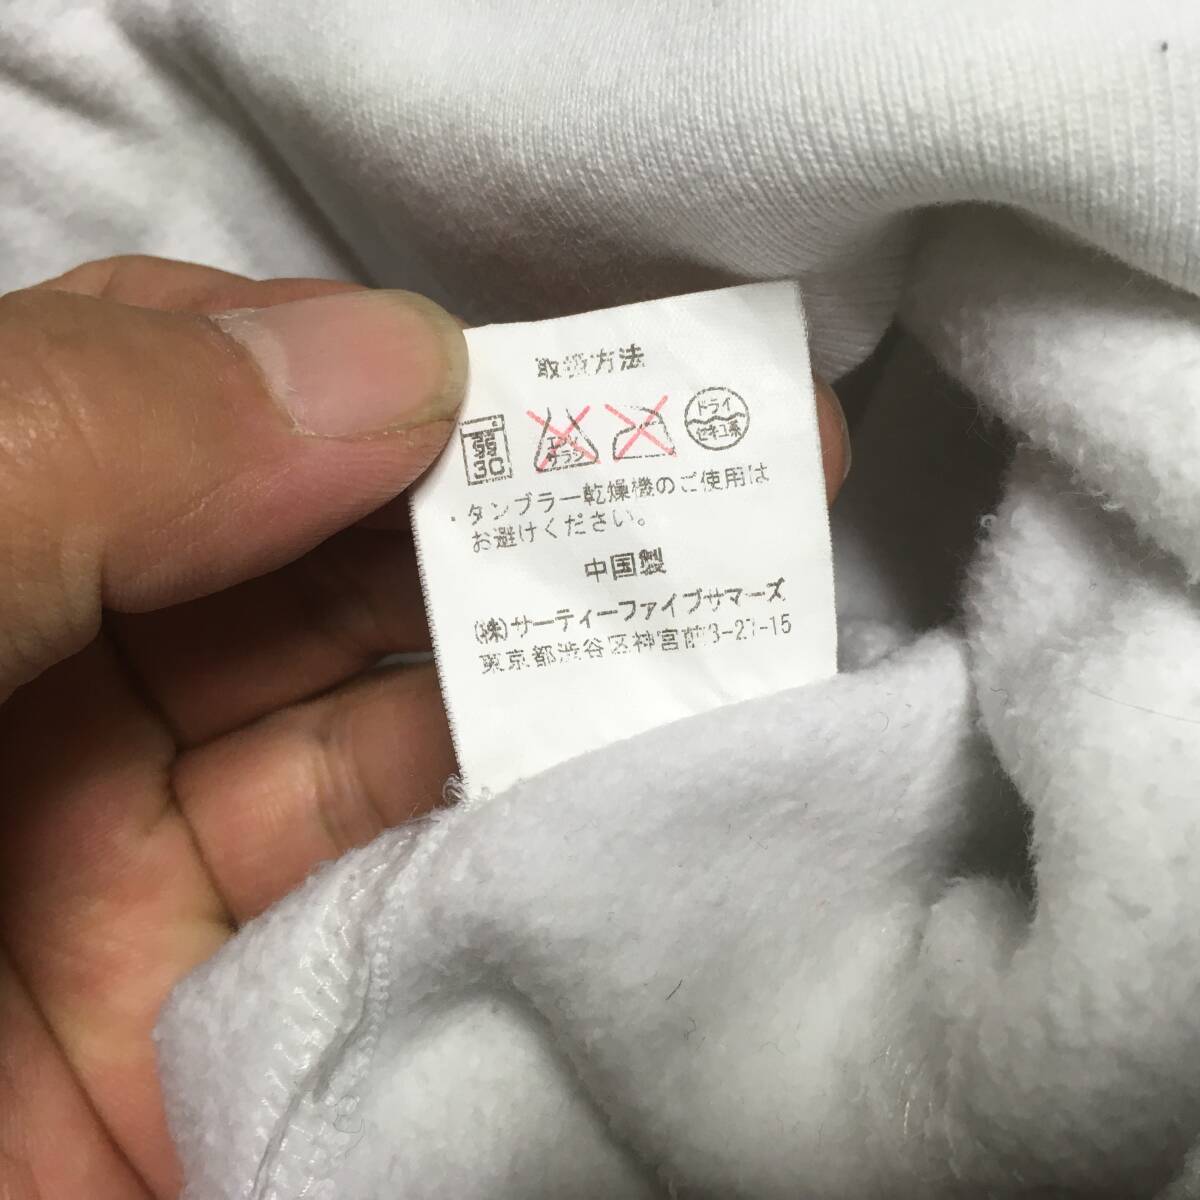 取扱方法
弱 30 エンソ サラシ ドライ セキユ系
・タンブラー乾燥機のご使用は
お避けください。
中国製
(株)サーティーファイブサマーズ
東京都渋谷区神宮前3-27-15